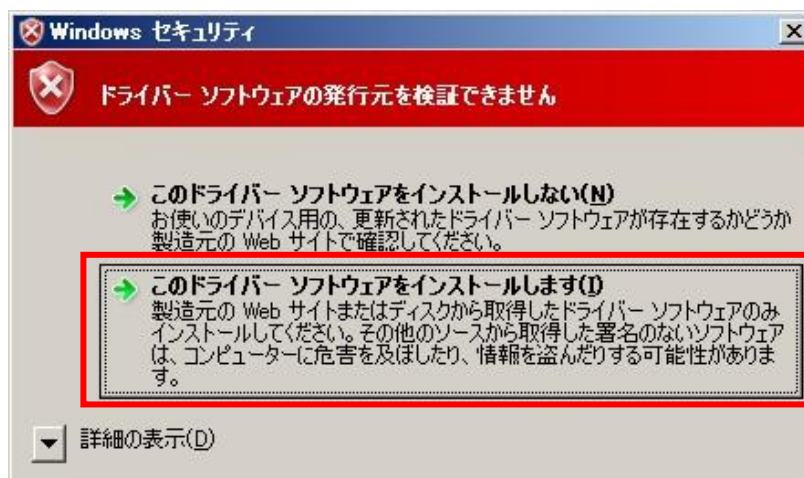 Windows セキュリティ
ドライバー ソフトウェアの発行元を検証できません
このドライバー ソフトウェアをインストールしない(N)
お使いのデバイス用の、更新されたドライバー ソフトウェアが存在するかどうか
製造元の Web サイトで確認してください。
このドライバー ソフトウェアをインストールします(I)
製造元の Web サイトまたはディスクから取得したドライバー ソフトウェアのみ
インストールしてください。その他のソースから取得した署名のないソフトウェア
は、コンピューターに危害を及ぼしたり、情報を盗んだりする可能性がありま
す。
詳細の表示(D)